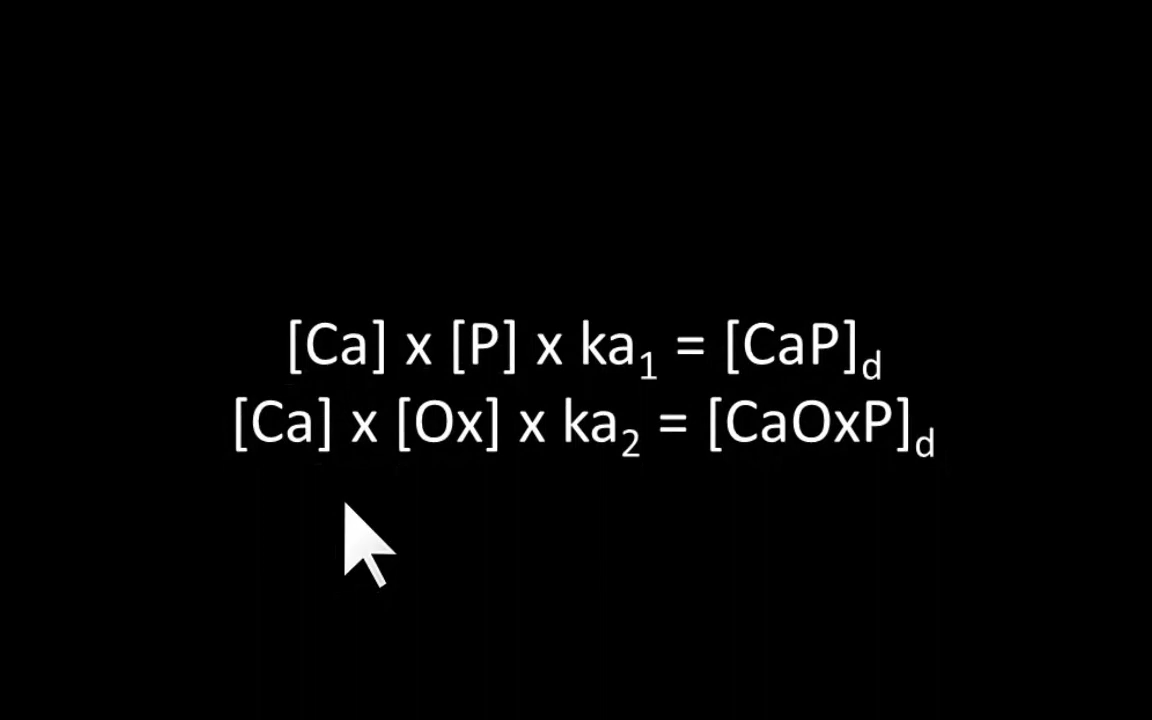 [Ca] x [P] x ka₁ = [CaP]d
[Ca] x [Ox] x ka₂ = [CaOxP]d